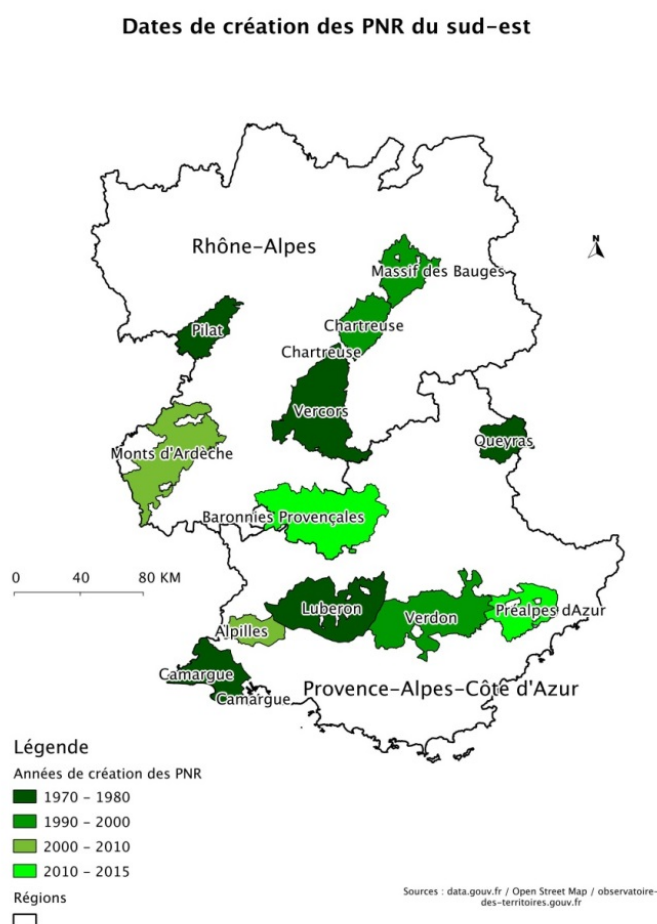 Dates de création des PNR du sud-est
Rhône-Alpes
N
Massif des Bauges
Pilat
Chartreuse
Chartreuse
Vercors
Queyras
Monts d'Ardèche
Baronnies Provençales
0 40 80 KM
Luberon
Verdon
Préalpes dAzur
Alpilles
Camargue
Camargue
Provence-Alpes-Côte d'Azur
Légende
Années de création des PNR
1970 - 1980
1990 - 2000
2000 - 2010
2010 - 2015
Régions
Sources : data.gouv.fr / Open Street Map / observatoire-
des-territoires.gouv.fr